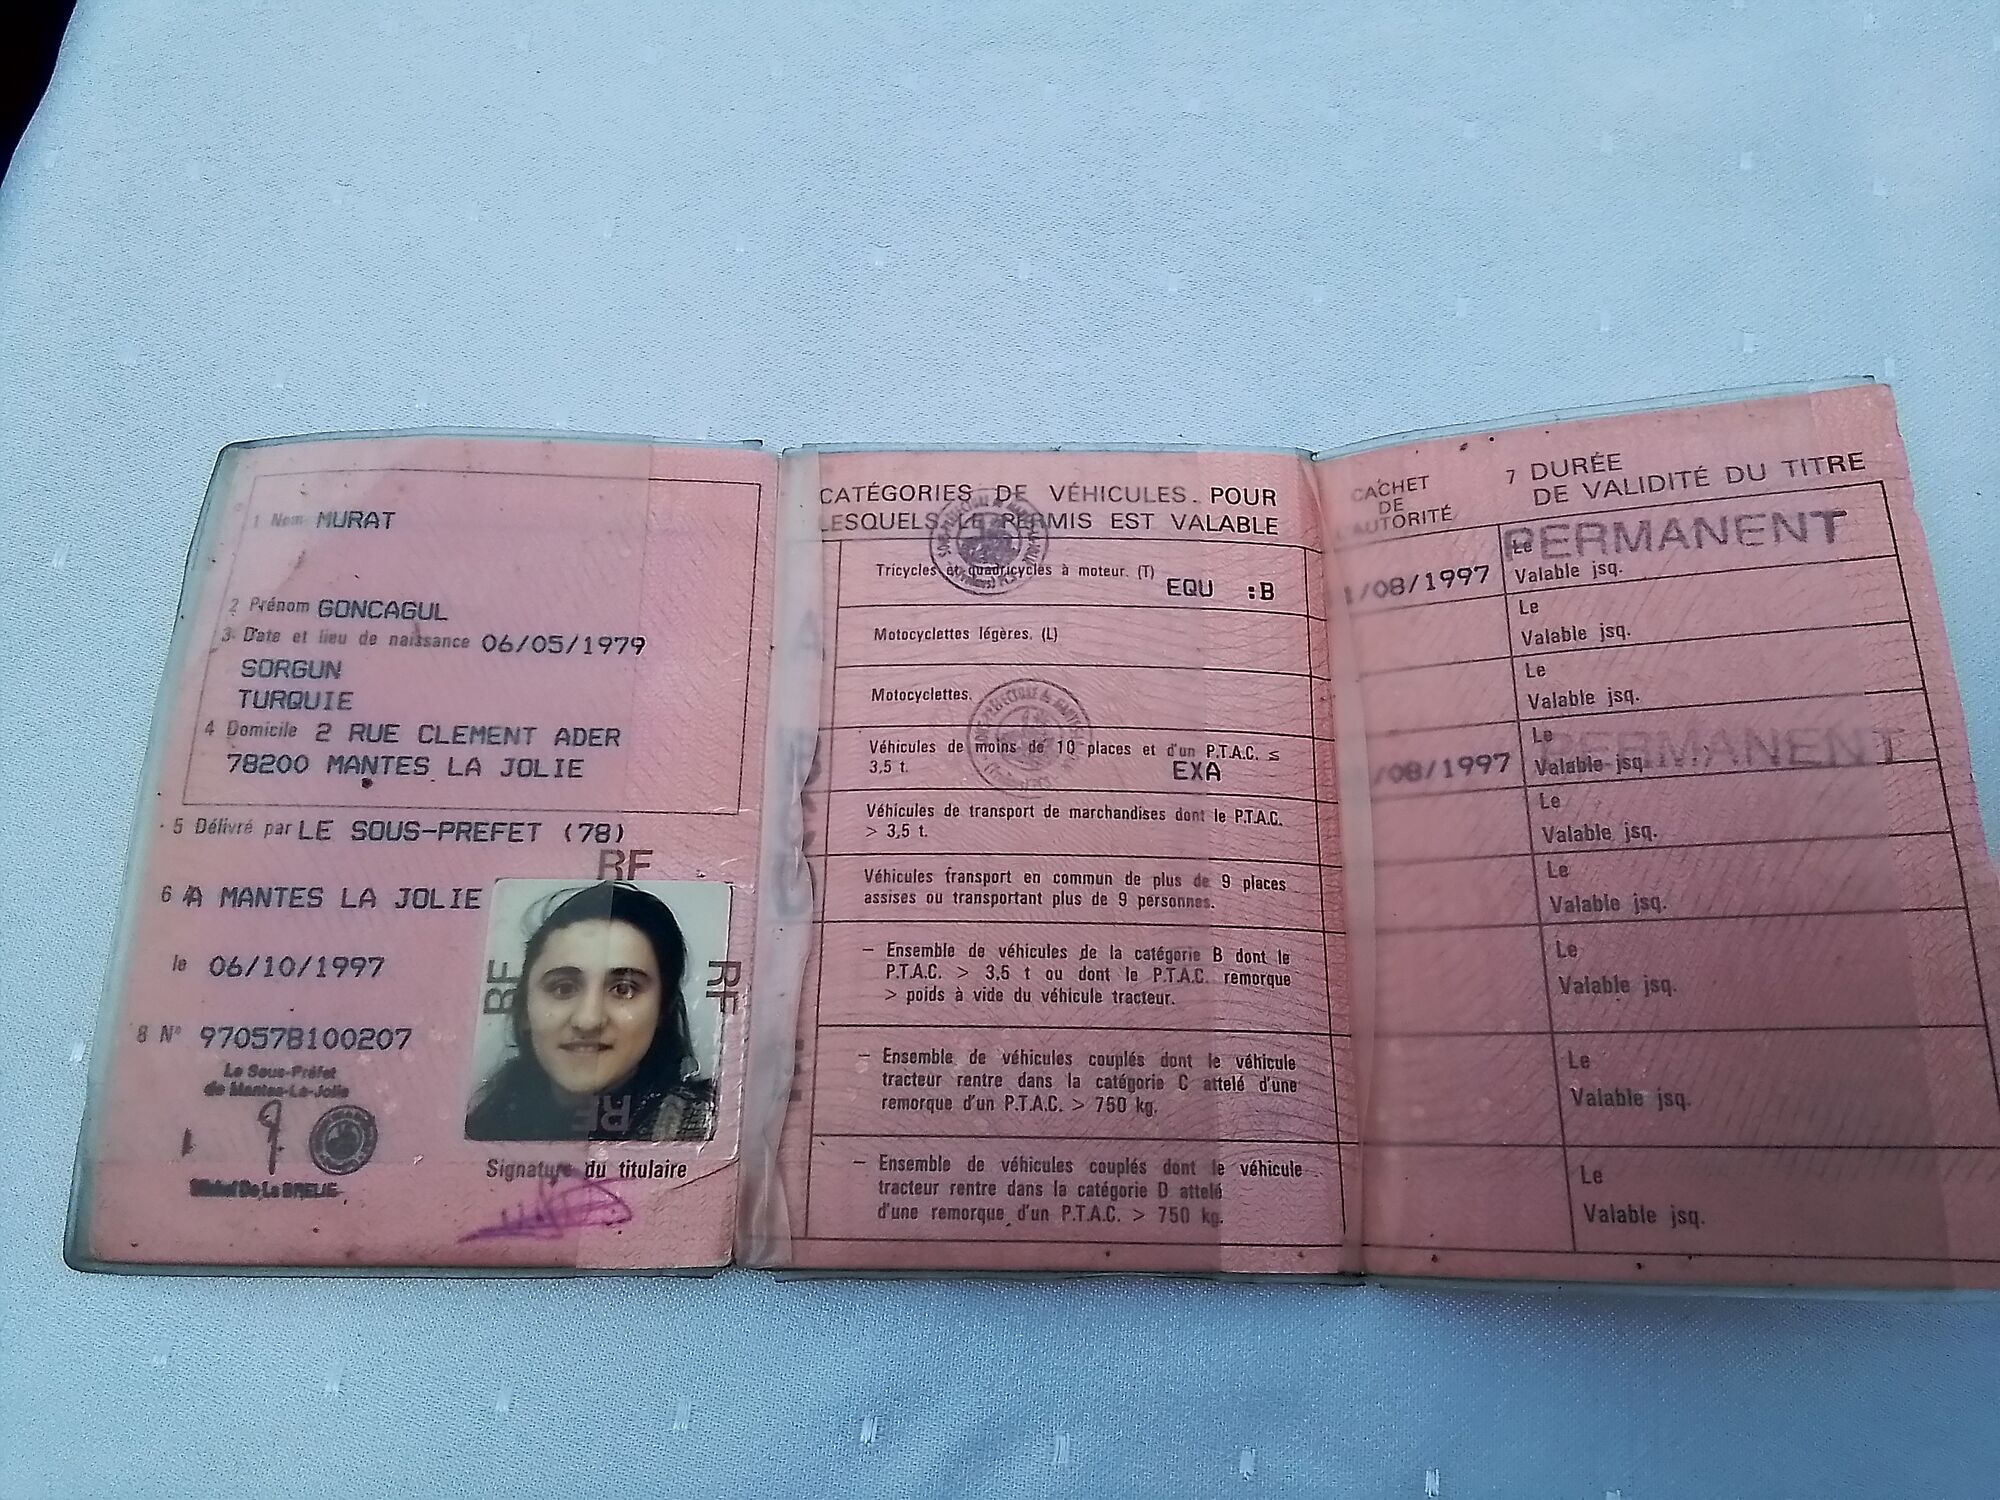 1 Nom MURAT
2 Prénom GONCAGUL
3. Date et lieu de naissance 06/05/1979
SORGUN
TURQUIE
4 Domicile 2 RUE CLEMENT ADER
78200 MANTES LA JOLIE
5 Délivré par LE SOUS-PREFET (78)
RF
6 A MANTES LA JOLIE
le 06/10/1997
RF
RF
8 N° 970578100207
Le Sous-Préfet
de Mantes-La-Jolie
RF
Signature du titulaire
CATÉGORIES DE VÉHICULES POUR
LESQUELS LE PERMIS EST VALABLE
Tricycles et quadricycles à moteur. (T)
EQU :B
Motocyclettes légères. (L)
Motocyclettes.
Véhicules de moins de 10 places et d'un P.T.A.C. ≤
3,5 t.
EXA
Véhicules de transport de marchandises dont le P.T.A.C.
> 3,5 t.
Véhicules transport en commun de plus de 9 places
assises ou transportant plus de 9 personnes.
– Ensemble de véhicules de la catégorie B dont le
P.T.A.C. > 3,5 t ou dont le P.T.A.C. remorque
> poids à vide du véhicule tracteur.
– Ensemble de véhicules couplés dont le véhicule
tracteur rentre dans la catégorie C attelé d'une
remorque d'un P.T.A.C. > 750 kg.
– Ensemble de véhicules couplés dont le véhicule
tracteur rentre dans la catégorie D attelé
d'une remorque d'un P.T.A.C. > 750 kg.
CACHET
DE
L'AUTORITÉ
7 DURÉE
DE VALIDITÉ DU TITRE
Le PERMANENT
/08/1997 Valable jsq.
Le
Valable jsq.
Le
Valable jsq.
Le PERMANENT
/08/1997 Valable jsq.
Le
Valable jsq.
Le
Valable jsq.
Le
Valable jsq.
Le
Valable jsq.
Le
Valable jsq.